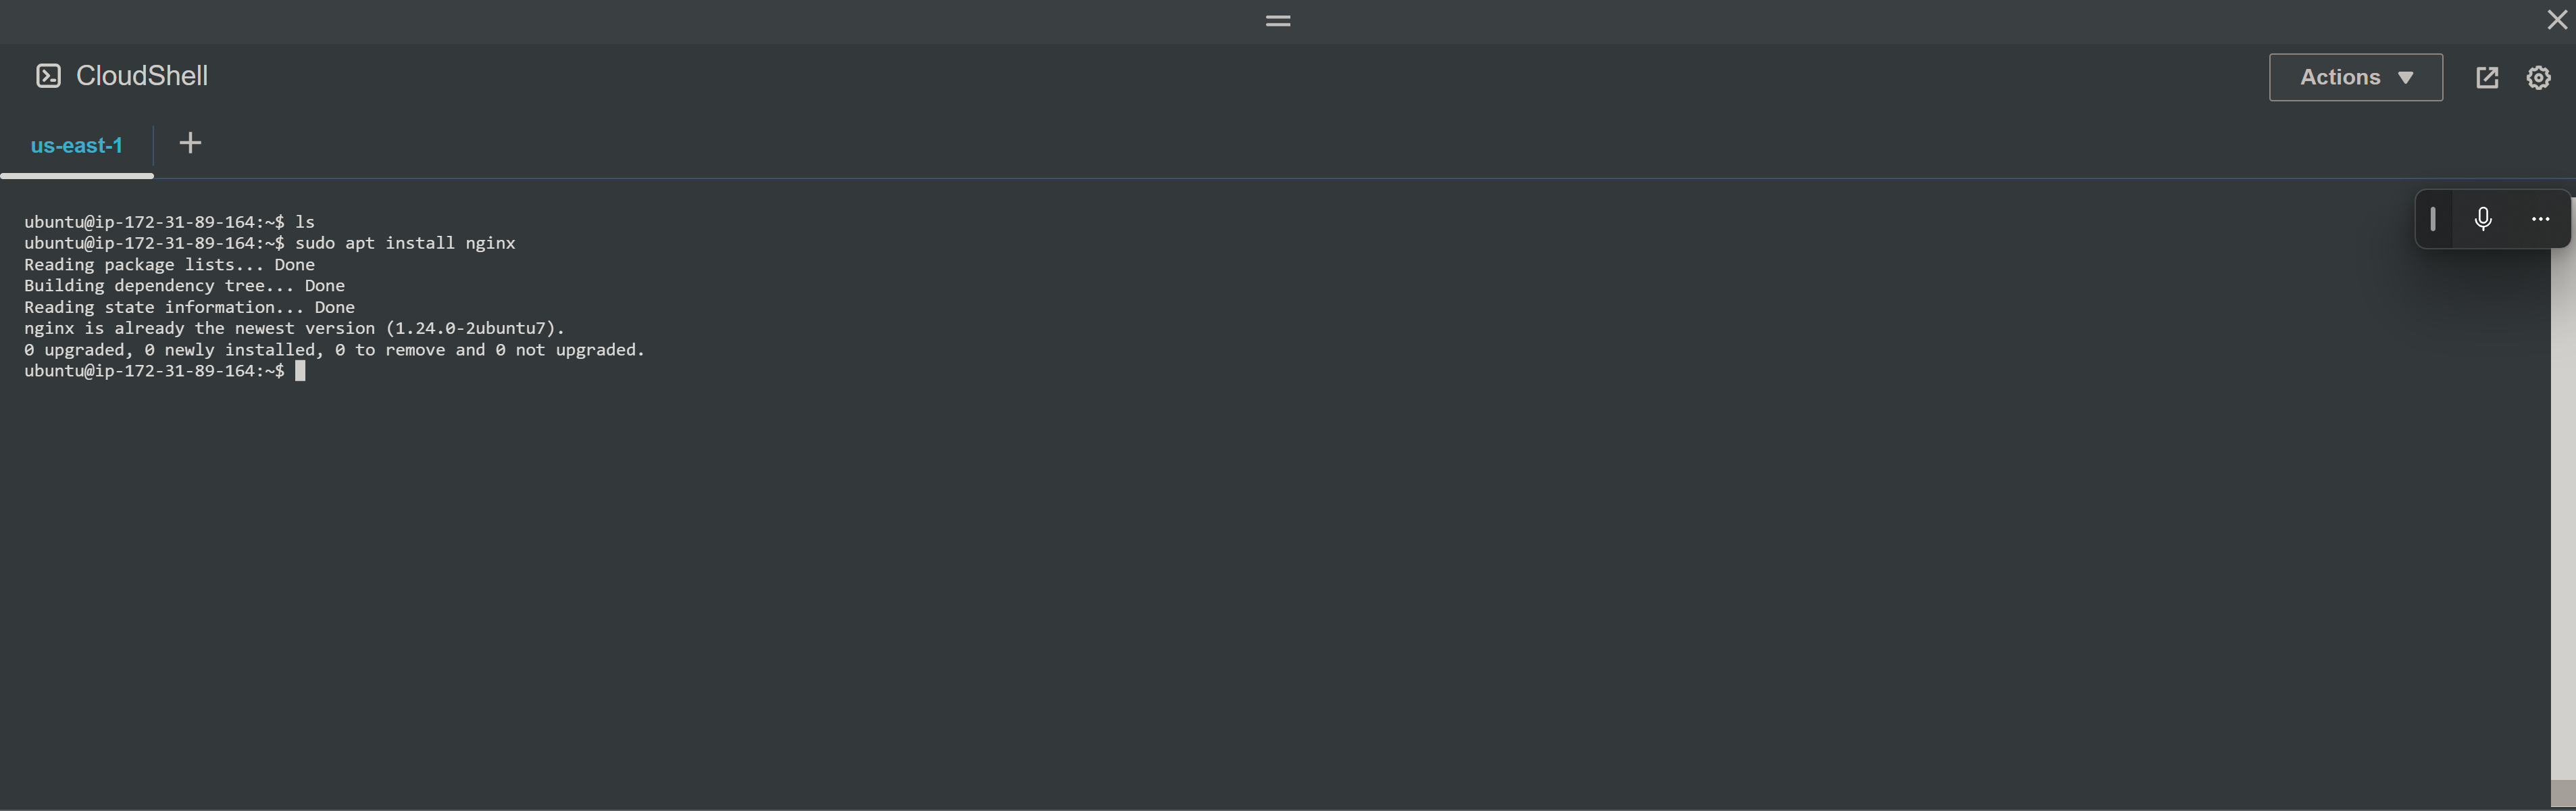 CloudShell
Actions
us-east-1
ubuntu@ip-172-31-89-164:~$ ls
ubuntu@ip-172-31-89-164:~$ sudo apt install nginx
Reading package lists... Done
Building dependency tree... Done
Reading state information... Done
nginx is already the newest version (1.24.0-2ubuntu7).
0 upgraded, 0 newly installed, 0 to remove and 0 not upgraded.
ubuntu@ip-172-31-89-164:~$